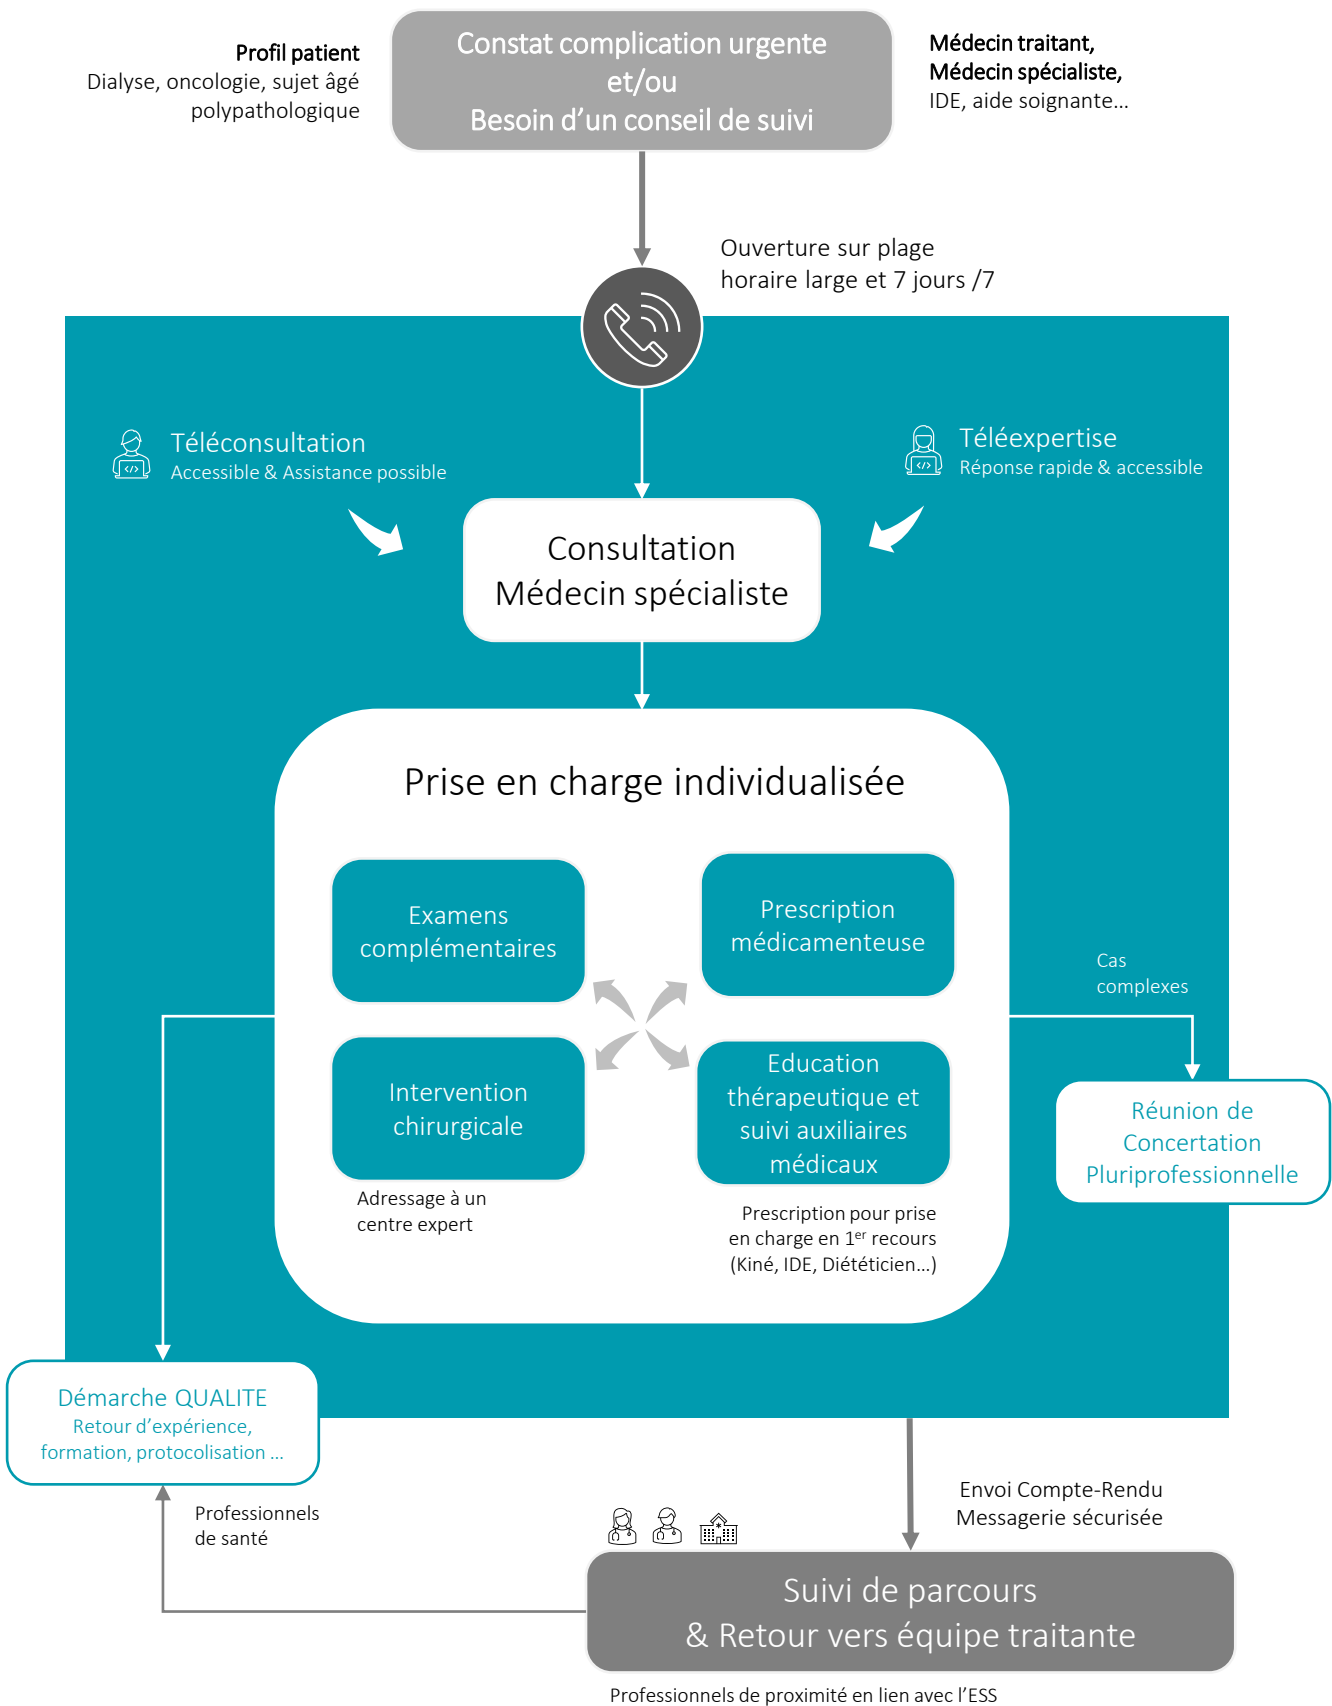 Profil patient
Dialyse, oncologie, sujet âgé
polypathologique
Constat complication urgente
et/ou
Besoin d’un conseil de suivi
Médecin traitant,
Médecin spécialiste,
IDE, aide soignante…
Ouverture sur plage
horaire large et 7 jours /7
Téléconsultation
Accessible & Assistance possible
Téléexpertise
Réponse rapide & accessible
Consultation
Médecin spécialiste
Prise en charge individualisée
Examens
complémentaires
Prescription
médicamenteuse
Intervention
chirurgicale
Adressage à un
centre expert
Education
thérapeutique et
suivi auxiliaires
médicaux
Prescription pour prise
en charge en 1er recours
(Kiné, IDE, Diététicien…)
Cas
complexes
Réunion de
Concertation
Pluriprofessionnelle
Démarche QUALITE
Retour d’expérience,
formation, protocolisation …
Professionnels
de santé
Envoi Compte-Rendu
Messagerie sécurisée
Suivi de parcours
& Retour vers équipe traitante
Professionnels de proximité en lien avec l’ESS